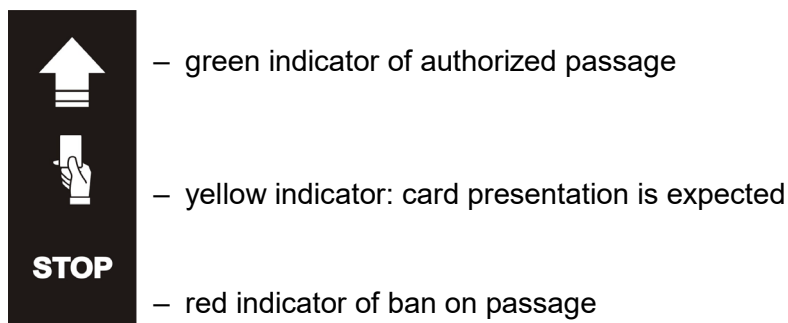 – green indicator of authorized passage
– yellow indicator: card presentation is expected
STOP
– red indicator of ban on passage